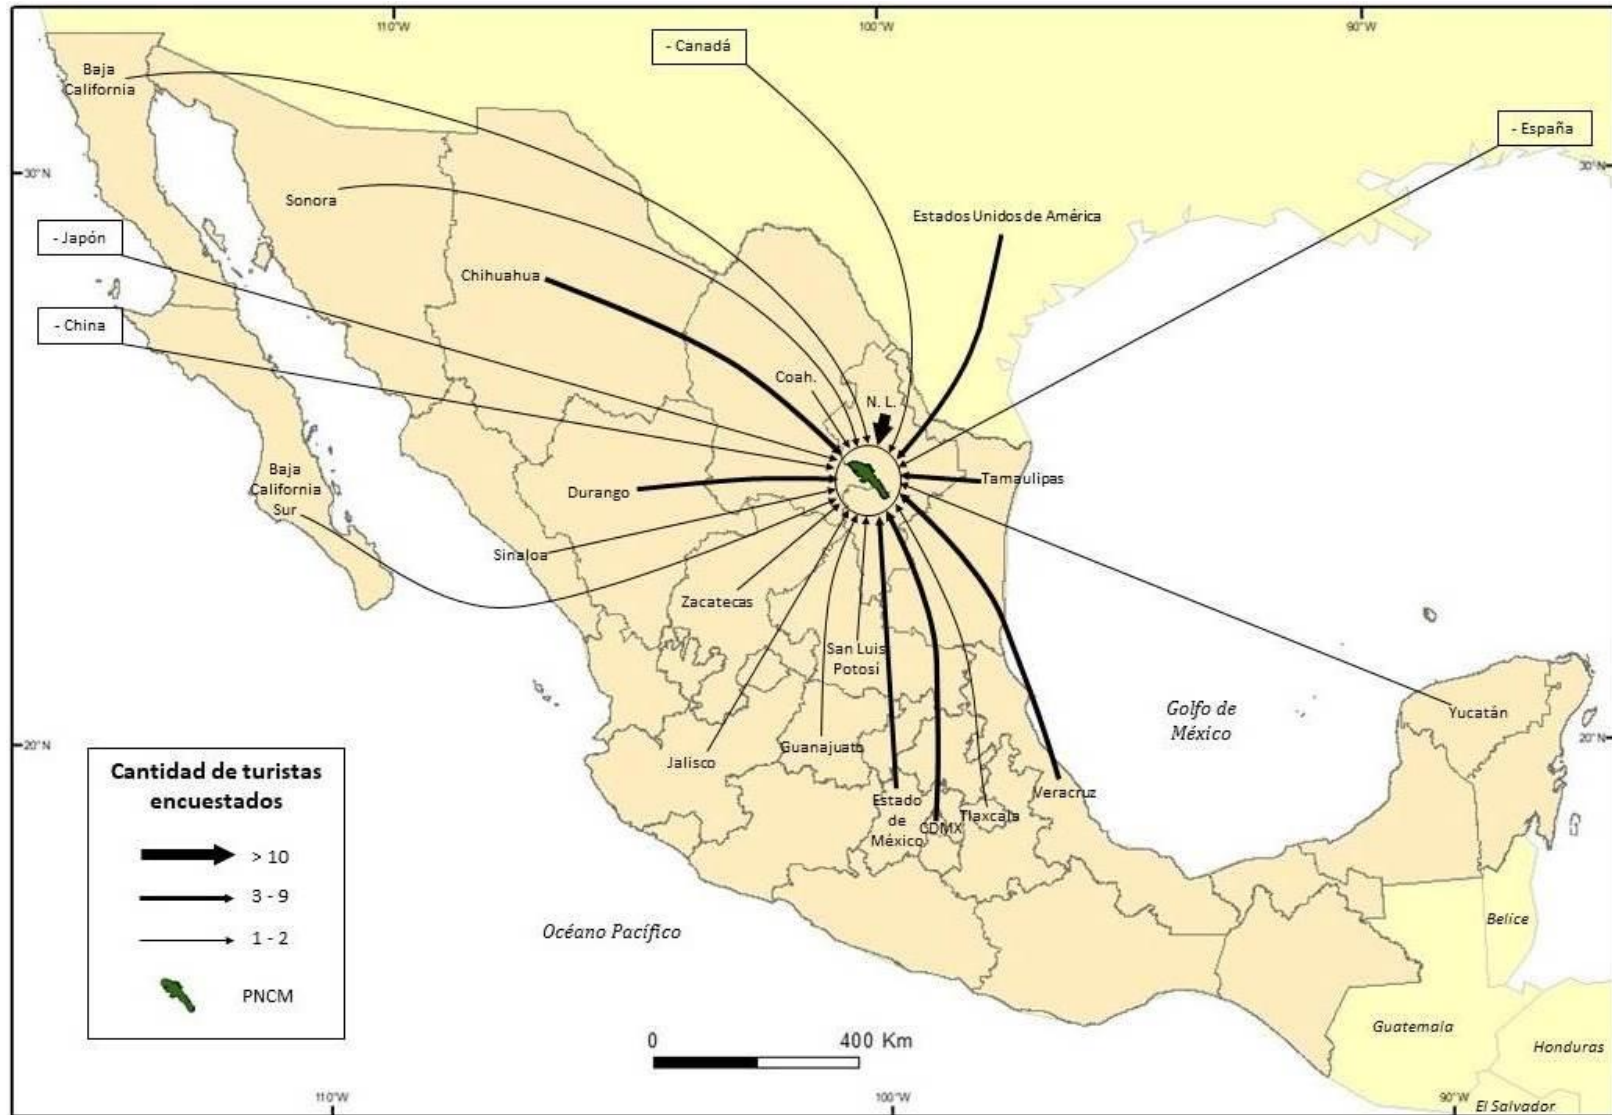 110°W
100°W
90°W
- Canadá
Baja
California
- España
30°N
30°N
Sonora
Estados Unidos de América
- Japón
Chihuahua
- China
Coah.
N. L.
Baja
California
Sur
Durango
Tamaulipas
Sinaloa
Zacatecas
San Luis
Potosí
Golfo de
México
Yucatán
20°N
20°N
Jalisco
Guanajuato
Estado
de
México
CDMX
Tlaxcala
Veracruz
Cantidad de turistas
encuestados
> 10
3 - 9
1 - 2
PNCM
Océano Pacífico
Belice
Guatemala
Honduras
El Salvador
0
400 Km
110°W
100°W
90°W